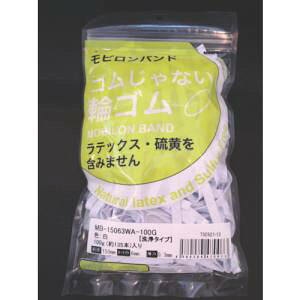 モビロンバンド
ゴムじゃない
輪ゴム
MOBILON BAND
ラテックス・硫黄を
含みません
Natural latex and Sulfur
MB-15063WA-100G
色:白 【洗浄タイプ】
100g(約135本)入り